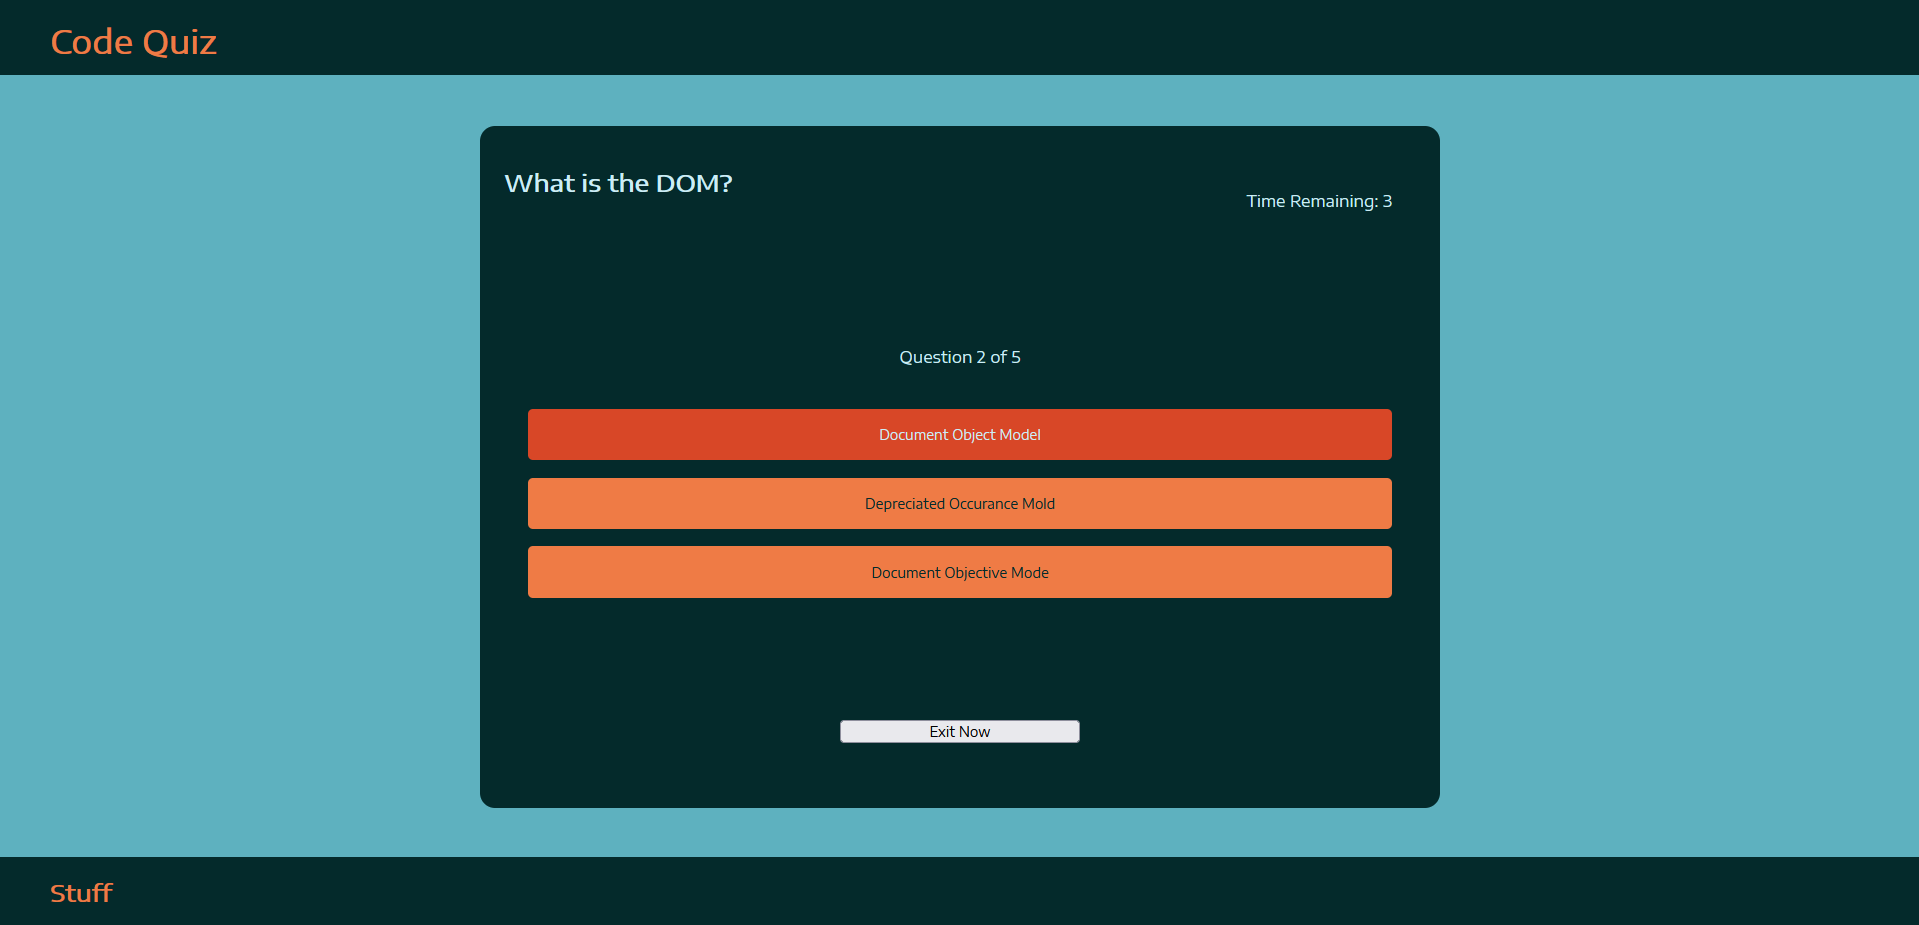 Code Quiz
What is the DOM?
Time Remaining: 3
Question 2 of 5
Document Object Model
Depreciated Occurance Mold
Document Objective Mode
Exit Now
Stuff